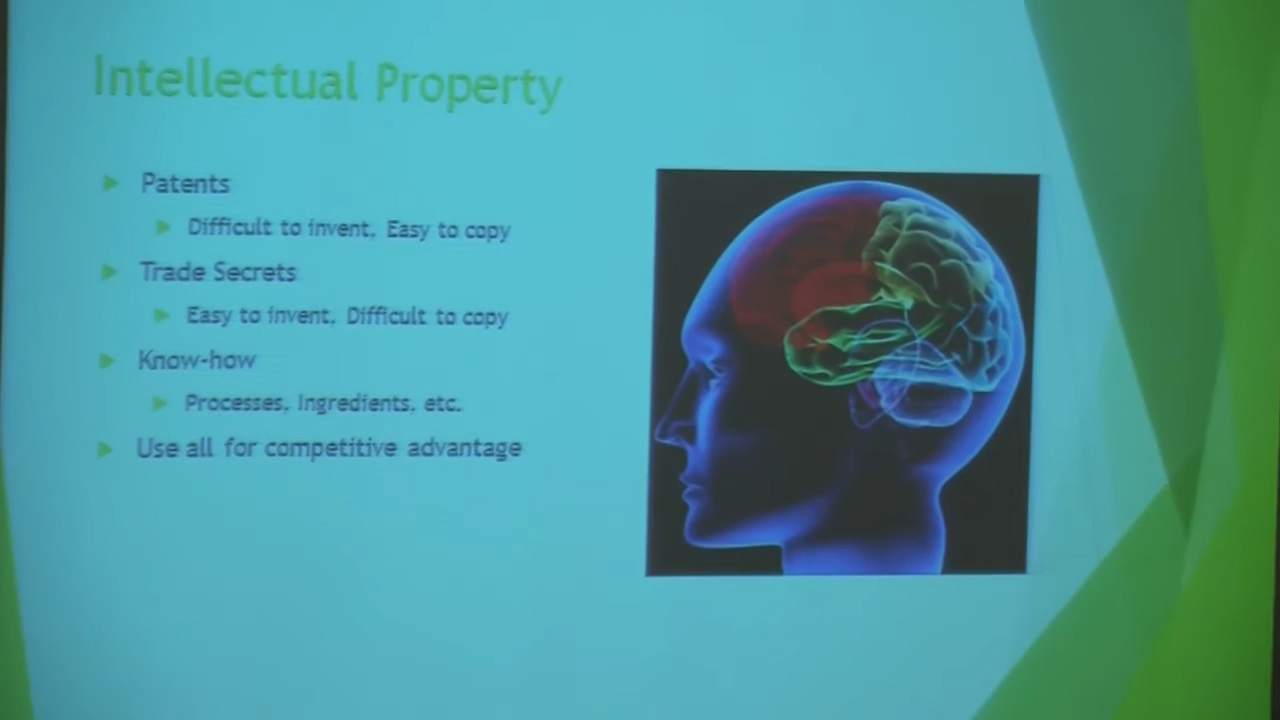 Intellectual Property
Patents
Difficult to invent, Easy to copy
Trade Secrets
Easy to invent, Difficult to copy
Know-how
Processes, Ingredients, etc.
Use all for competitive advantage